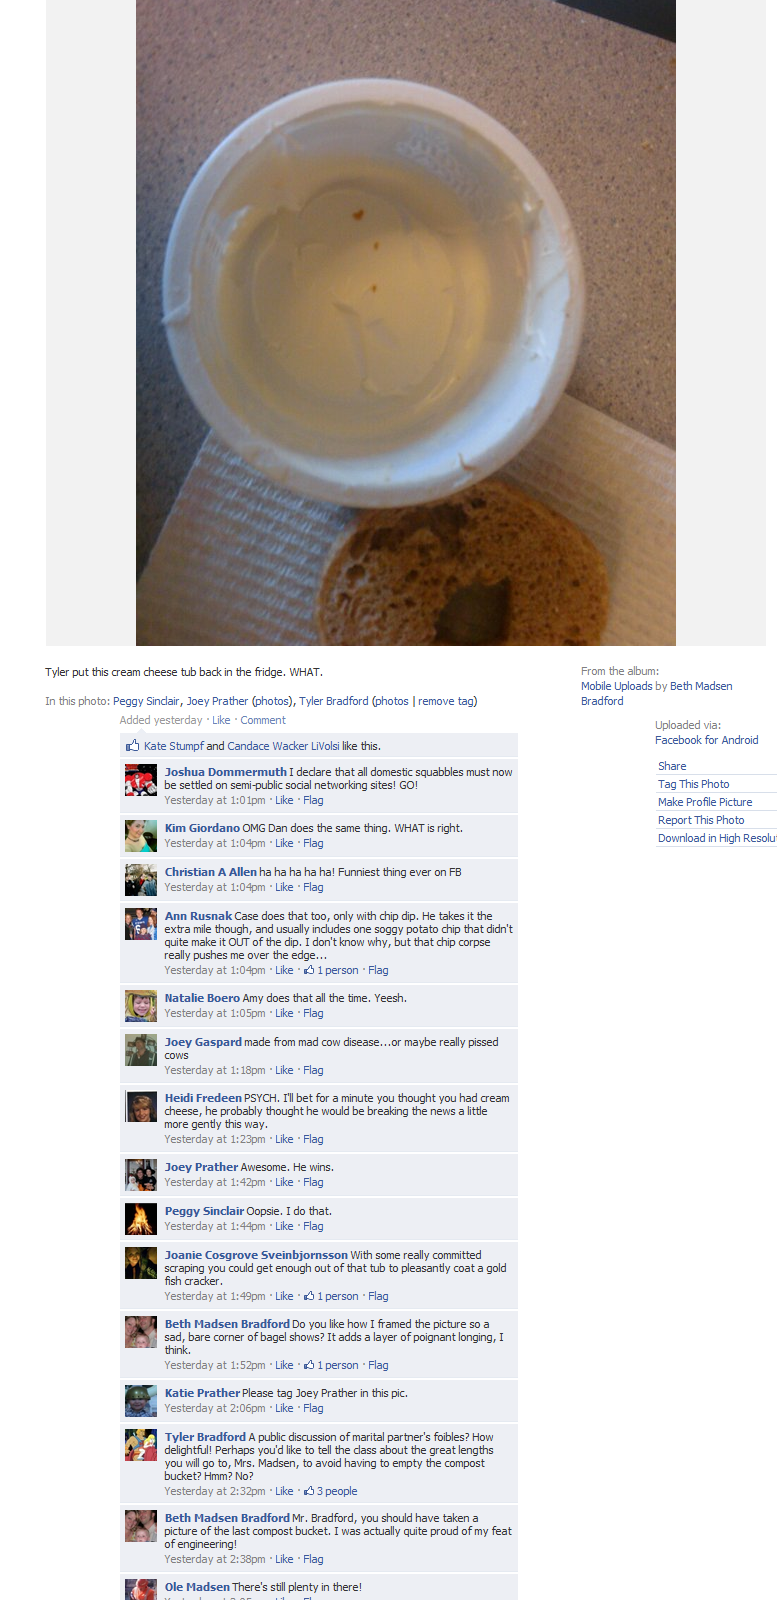 Tyler put this cream cheese tub back in the fridge. WHAT.
In this photo: Peggy Sinclair, Joey Prather (photos), Tyler Bradford (photos | remove tag)
From the album:
Mobile Uploads by Beth Madsen
Bradford
Uploaded via:
Facebook for Android
Share
Tag This Photo
Make Profile Picture
Report This Photo
Download in High Resolu
Added yesterday · Like · Comment
Kate Stumpf and Candace Wacker LiVolsi like this.
Joshua Dommermuth I declare that all domestic squabbles must now
be settled on semi-public social networking sites! GO!
Yesterday at 1:01pm · Like · Flag
Kim Giordano OMG Dan does the same thing. WHAT is right.
Yesterday at 1:04pm · Like · Flag
Christian A Allen ha ha ha ha ha! Funniest thing ever on FB
Yesterday at 1:04pm · Like · Flag
Ann Rusnak Case does that too, only with chip dip. He takes it the
extra mile though, and usually includes one soggy potato chip that didn't
quite make it OUT of the dip. I don't know why, but that chip corpse
really pushes me over the edge...
Yesterday at 1:04pm · Like · 1 person · Flag
Natalie Boero Amy does that all the time. Yeesh.
Yesterday at 1:05pm · Like · Flag
Joey Gaspard made from mad cow disease...or maybe really pissed
cows
Yesterday at 1:18pm · Like · Flag
Heidi Fredeen PSYCH. I'll bet for a minute you thought you had cream
cheese, he probably thought he would be breaking the news a little
more gently this way.
Yesterday at 1:23pm · Like · Flag
Joey Prather Awesome. He wins.
Yesterday at 1:42pm · Like · Flag
Peggy Sinclair Oopsie. I do that.
Yesterday at 1:44pm · Like · Flag
Joanie Cosgrove Sveinbjornsson With some really committed
scraping you could get enough out of that tub to pleasantly coat a gold
fish cracker.
Yesterday at 1:49pm · Like · 1 person · Flag
Beth Madsen Bradford Do you like how I framed the picture so a
sad, bare corner of bagel shows? It adds a layer of poignant longing, I
think.
Yesterday at 1:52pm · Like · 1 person · Flag
Katie Prather Please tag Joey Prather in this pic.
Yesterday at 2:06pm · Like · Flag
Tyler Bradford A public discussion of marital partner's foibles? How
delightful! Perhaps you'd like to tell the class about the great lengths
you will go to, Mrs. Madsen, to avoid having to empty the compost
bucket? Hmm? No?
Yesterday at 2:32pm · Like · 3 people
Beth Madsen Bradford Mr. Bradford, you should have taken a
picture of the last compost bucket. I was actually quite proud of my feat
of engineering!
Yesterday at 2:38pm · Like · Flag
Ole Madsen There's still plenty in there!